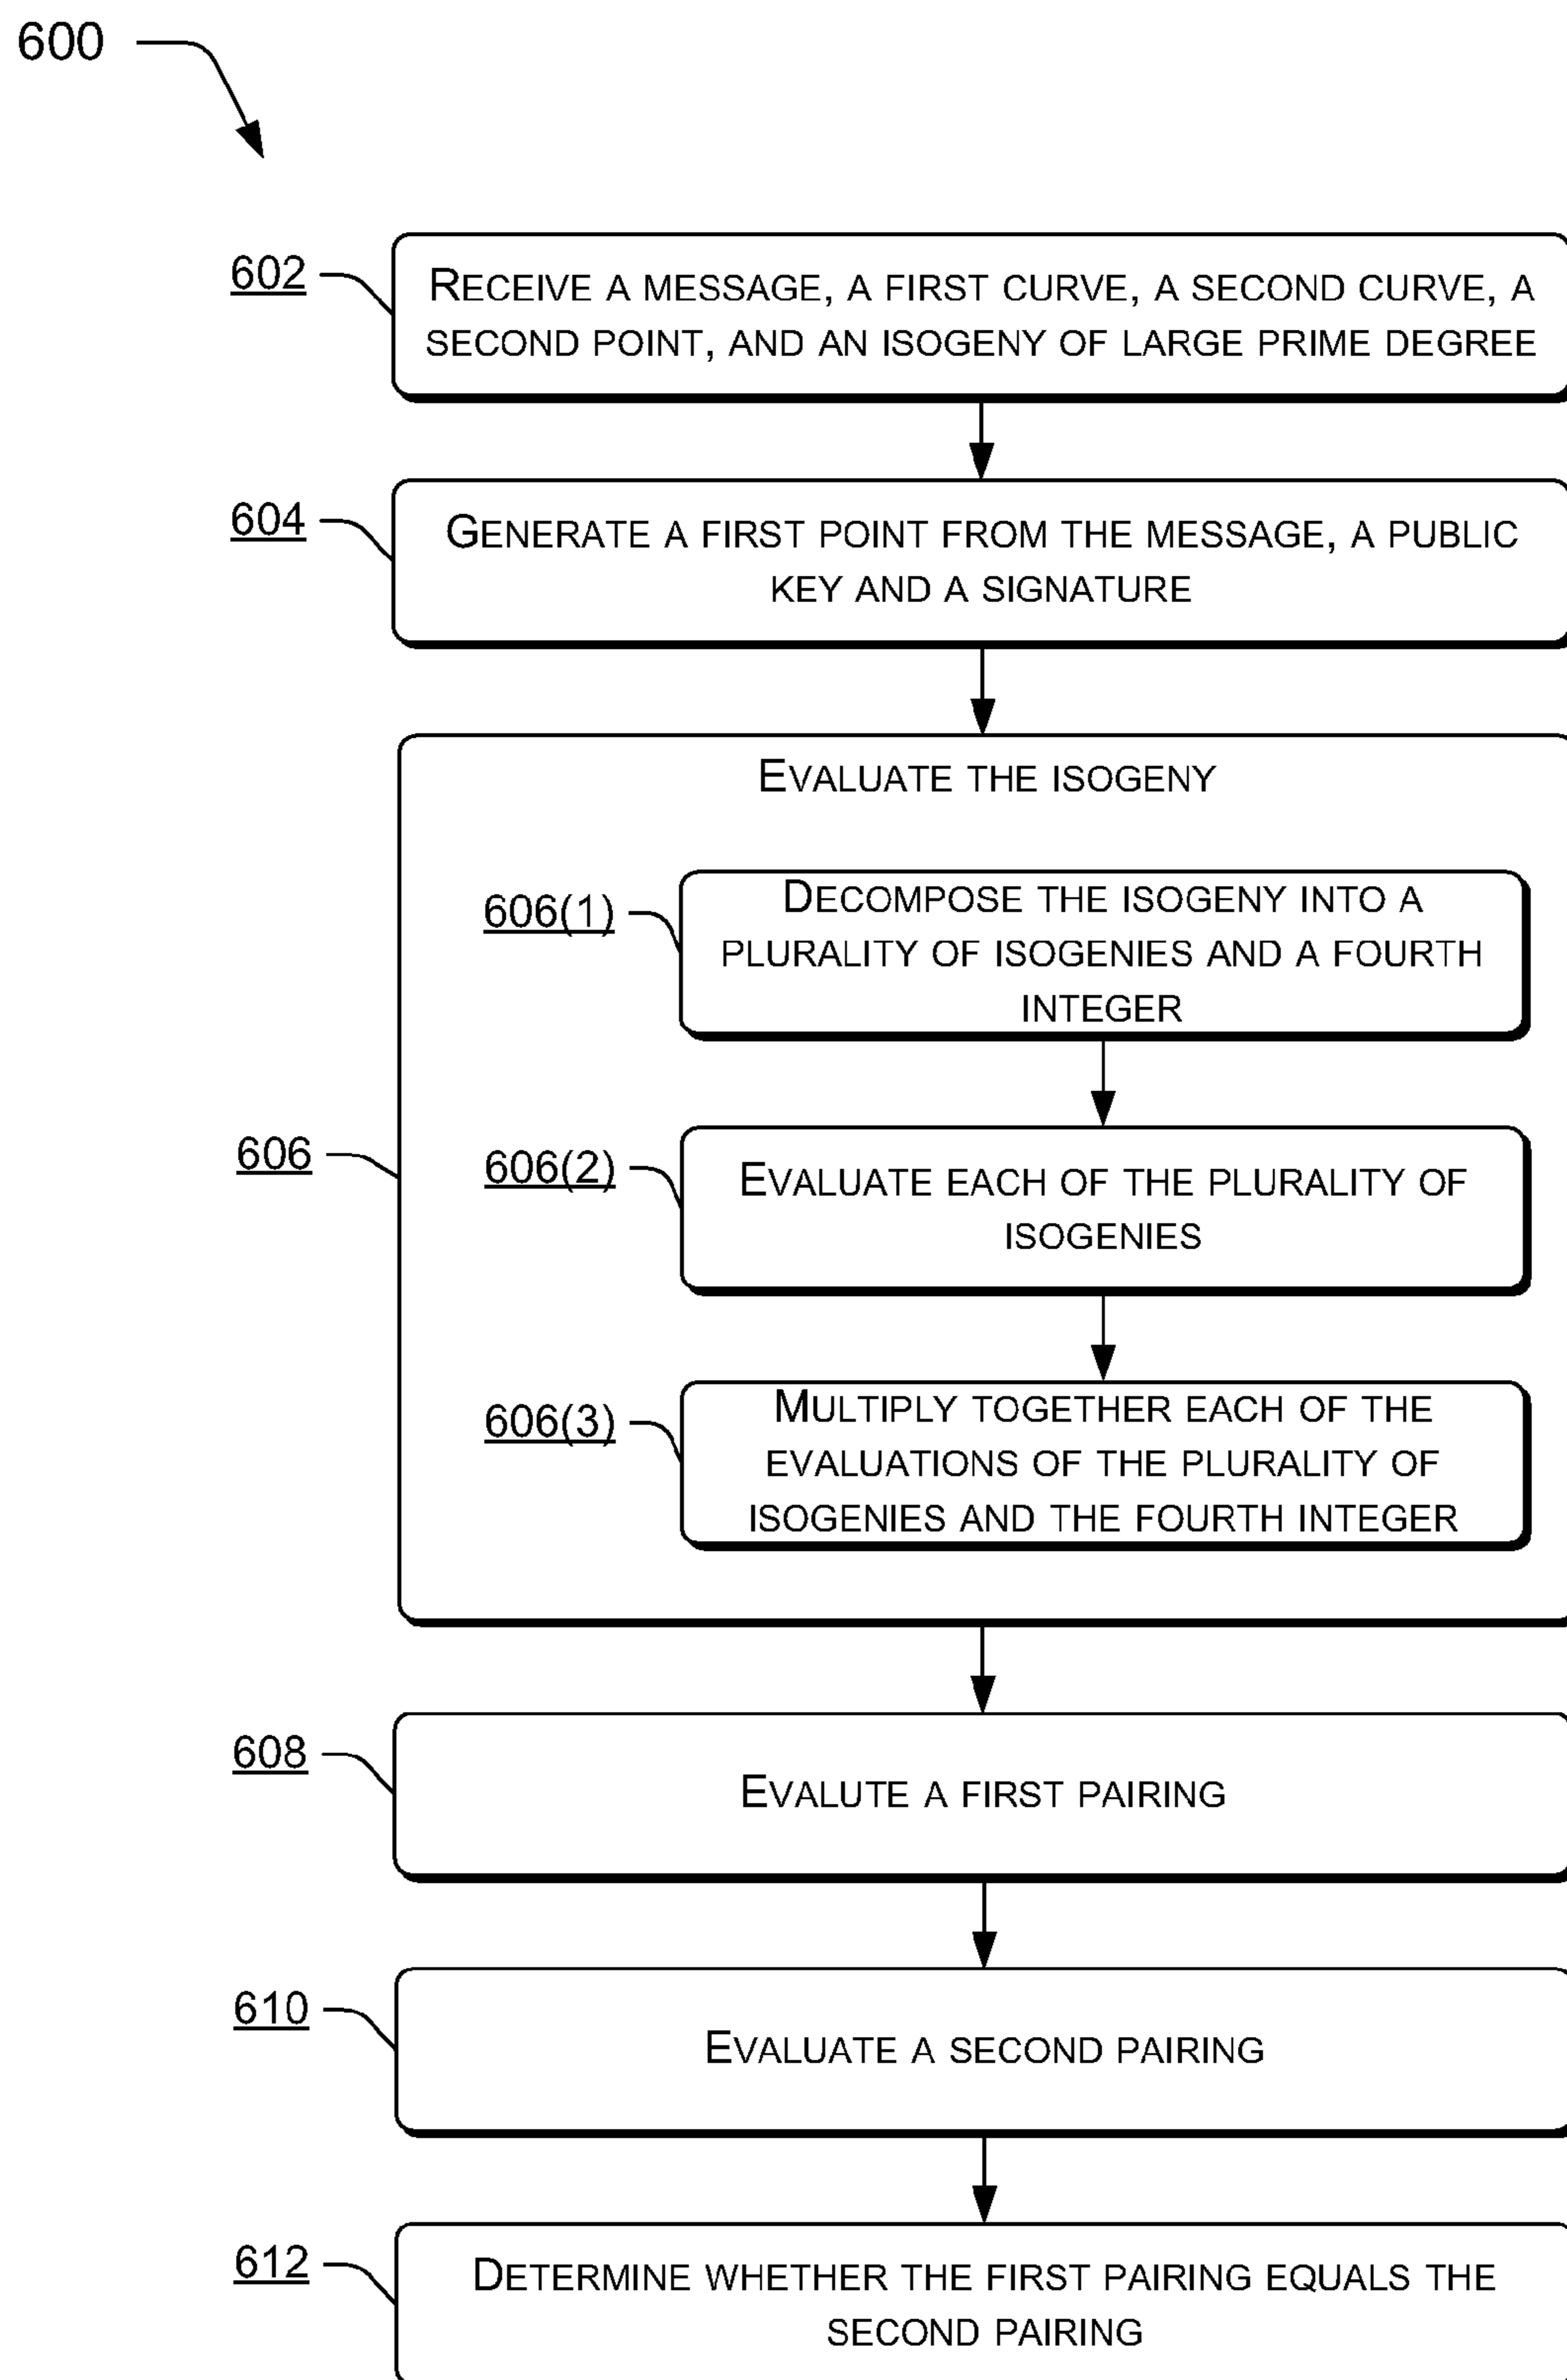 600
602
RECEIVE A MESSAGE, A FIRST CURVE, A SECOND CURVE, A
SECOND POINT, AND AN ISOGENY OF LARGE PRIME DEGREE
604
GENERATE A FIRST POINT FROM THE MESSAGE, A PUBLIC
KEY AND A SIGNATURE
606
EVALUATE THE ISOGENY
606(1)
DECOMPOSE THE ISOGENY INTO A
PLURALITY OF ISOGENIES AND A FOURTH
INTEGER
606(2)
EVALUATE EACH OF THE PLURALITY OF
ISOGENIES
606(3)
MULTIPLY TOGETHER EACH OF THE
EVALUATIONS OF THE PLURALITY OF
ISOGENIES AND THE FOURTH INTEGER
608
EVALUTE A FIRST PAIRING
610
EVALUATE A SECOND PAIRING
612
DETERMINE WHETHER THE FIRST PAIRING EQUALS THE
SECOND PAIRING